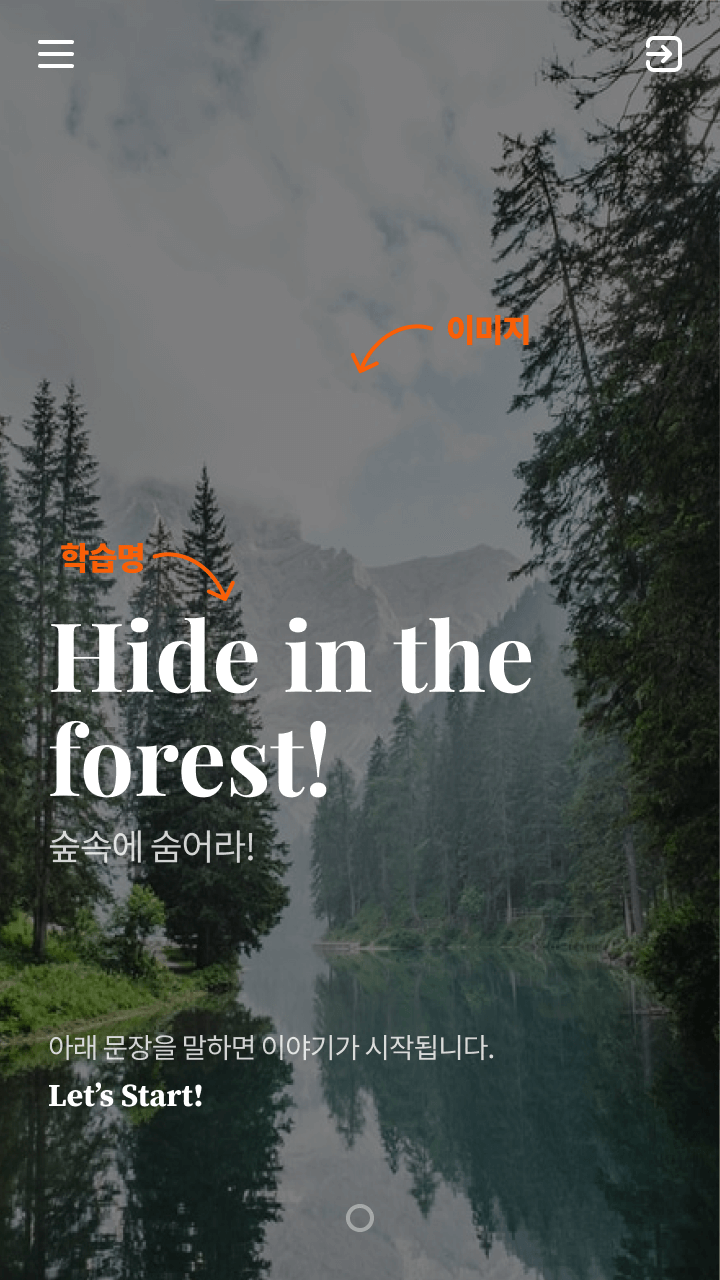 이미지
학습명
Hide in the
forest!
숲속에 숨어라!
아래 문장을 말하면 이야기가 시작됩니다.
Let’s Start!